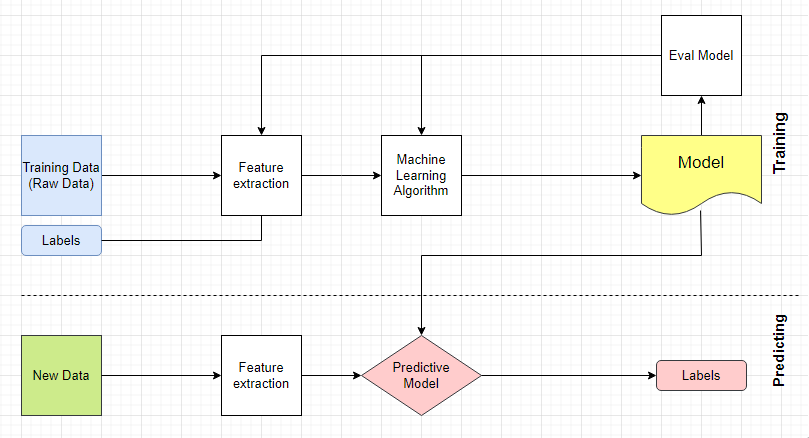 Eval Model
Training
Training Data
(Raw Data)
Feature
extraction
Machine
Learning
Algorithm
Model
Labels
Predicting
New Data
Feature
extraction
Predictive
Model
Labels